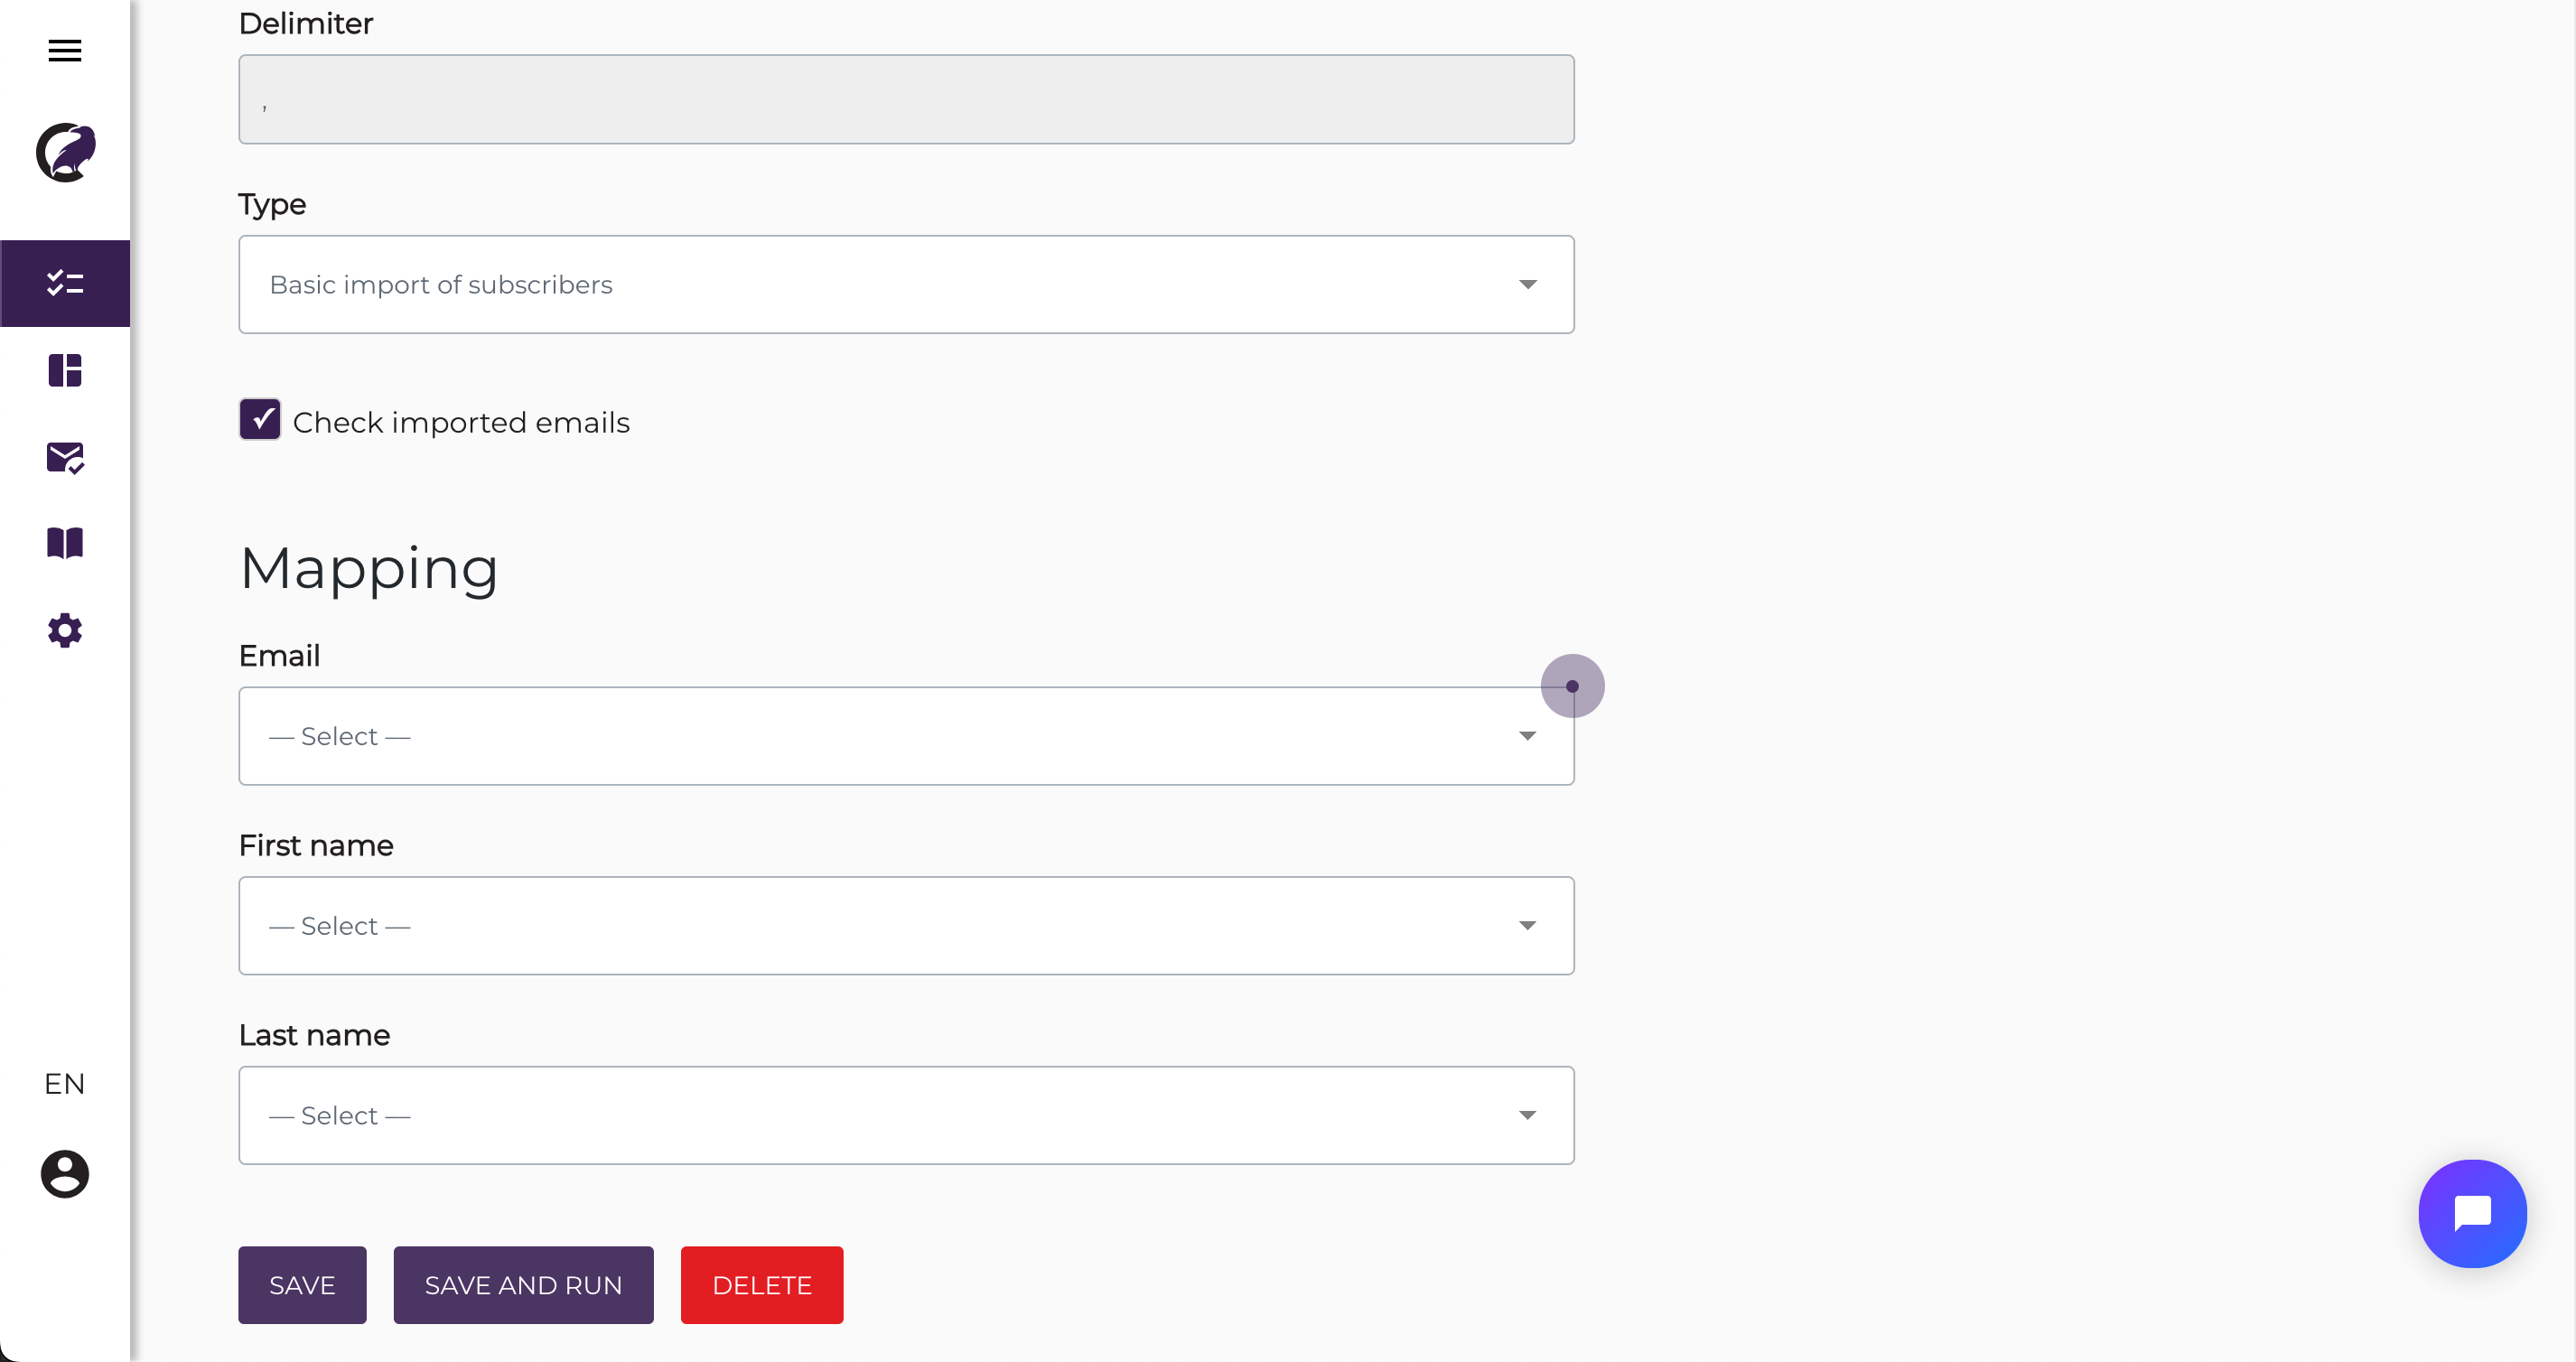 Delimiter
,
Type
Basic import of subscribers
Check imported emails
Mapping
Email
— Select —
First name
— Select —
Last name
— Select —
EN
SAVE
SAVE AND RUN
DELETE